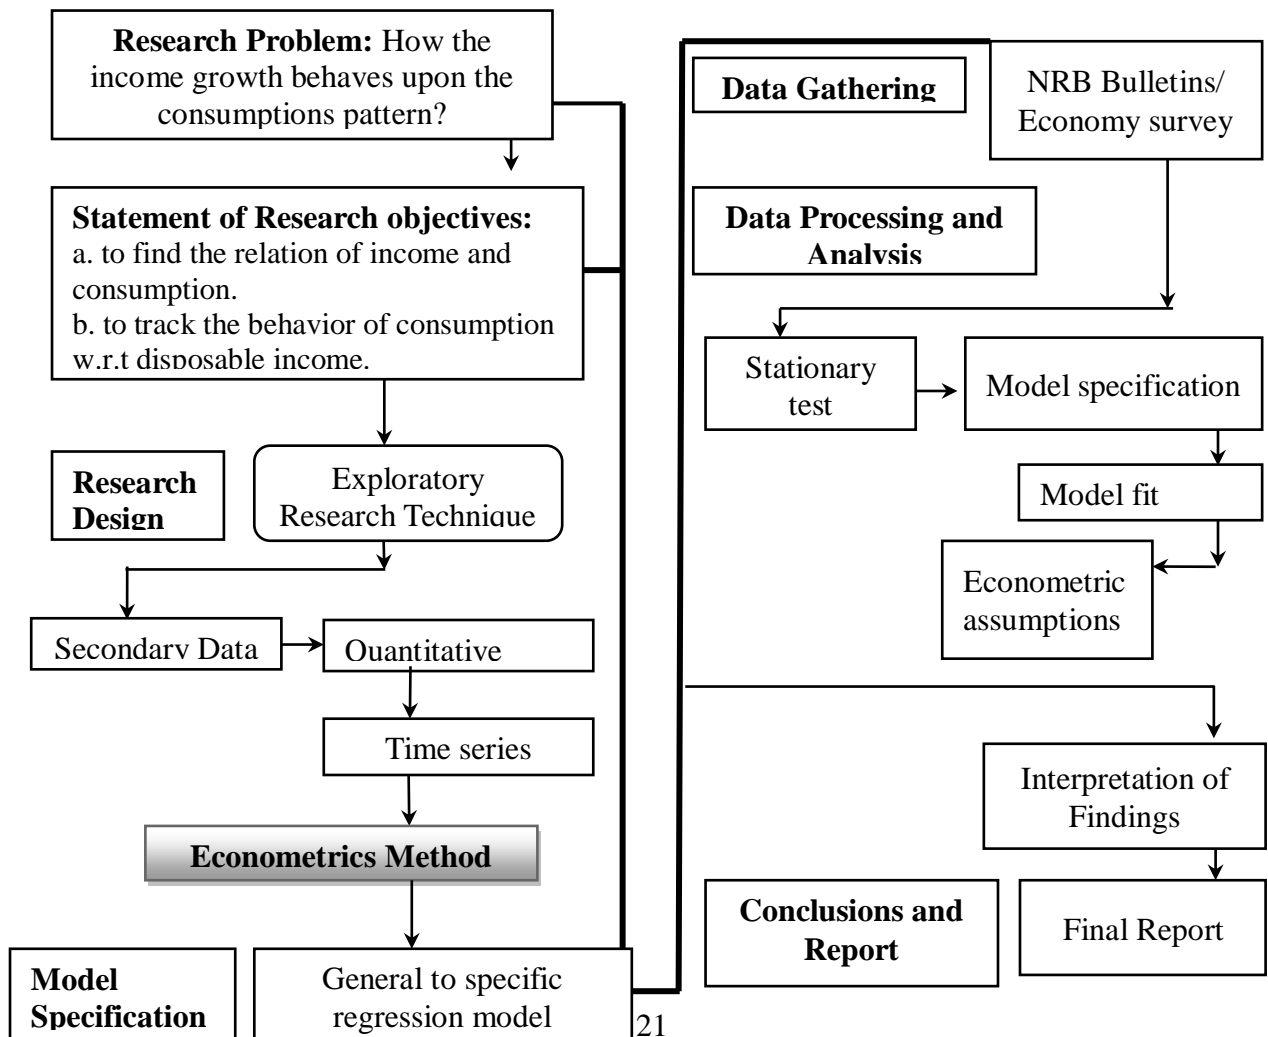 Research Problem: How the
income growth behaves upon the
consumptions pattern?
Statement of Research objectives:
a. to find the relation of income and
consumption.
b. to track the behavior of consumption
w.r.t disposable income.
Research
Design
Exploratory
Research Technique
Secondary Data
Quantitative
Time series
Econometrics Method
Model
Specification
General to specific
regression model
Data Gathering
NRB Bulletins/
Economy survey
Data Processing and
Analysis
Stationary
test
Model specification
Model fit
Econometric
assumptions
Interpretation of
Findings
Conclusions and
Report
Final Report
21